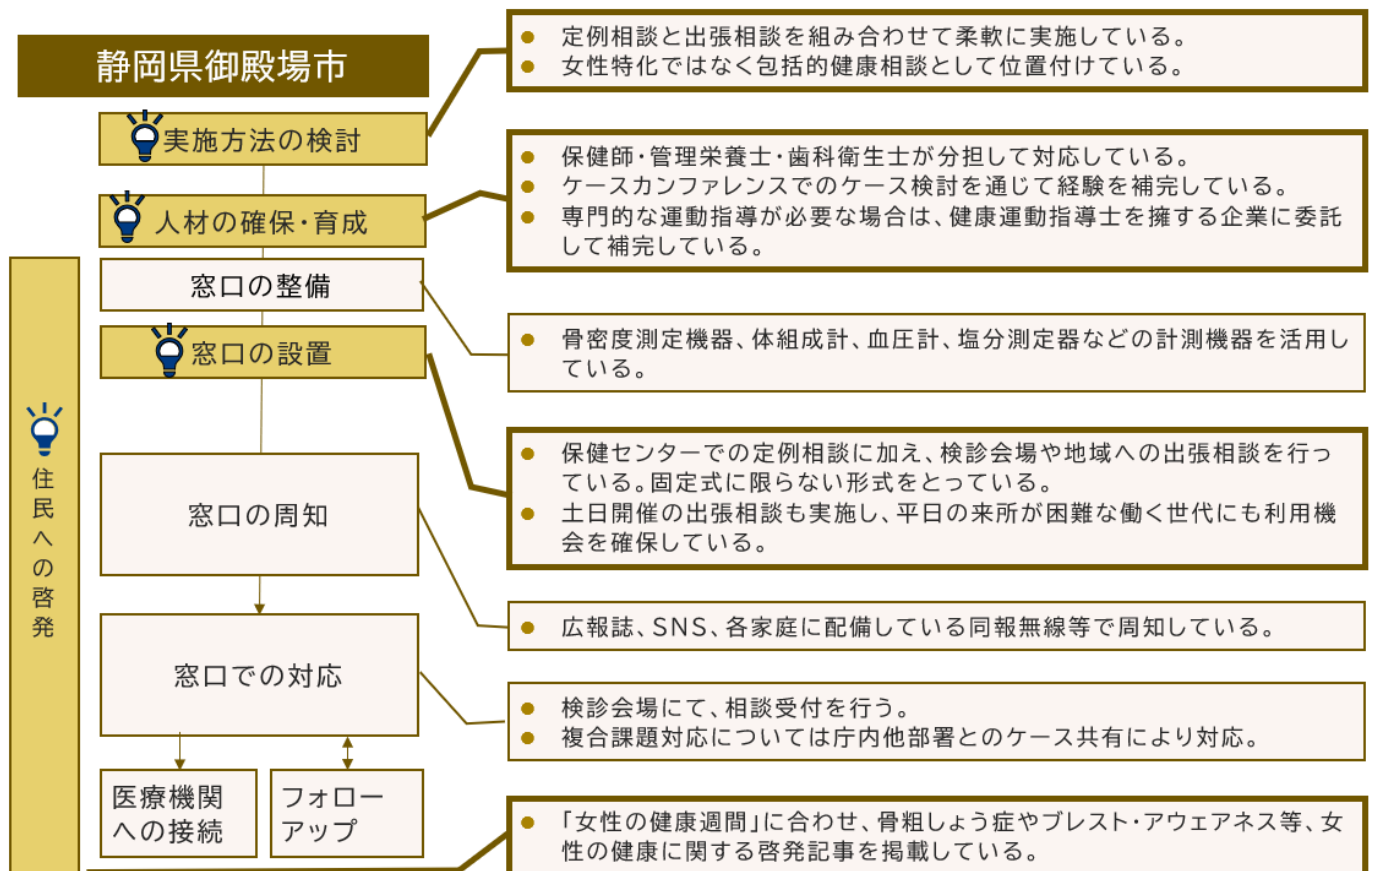 静岡県御殿場市
実施方法の検討
定例相談と出張相談を組み合わせて柔軟に実施している。
女性特化ではなく包括的健康相談として位置付けている。
人材の確保・育成
保健師・管理栄養士・歯科衛生士が分担して対応している。
ケースカンファレンスでのケース検討を通じて経験を補完している。
専門的な運動指導が必要な場合は、健康運動指導士を擁する企業に委託
して補完している。
窓口の整備
骨密度測定機器、体組成計、血圧計、塩分測定器などの計測機器を活用し
ている。
窓口の設置
保健センターでの定例相談に加え、検診会場や地域への出張相談を行っ
ている。固定式に限らない形式をとっている。
土日開催の出張相談も実施し、平日の来所が困難な働く世代にも利用機
会を確保している。
窓口の周知
広報誌、SNS、各家庭に配備している同報無線等で周知している。
窓口での対応
検診会場にて、相談受付を行う。
複合課題対応については庁内他部署とのケース共有により対応。
医療機関
への接続
フォロー
アップ
住民への啓発
「女性の健康週間」に合わせ、骨粗しょう症やブレスト・アウェアネス等、女
性の健康に関する啓発記事を掲載している。